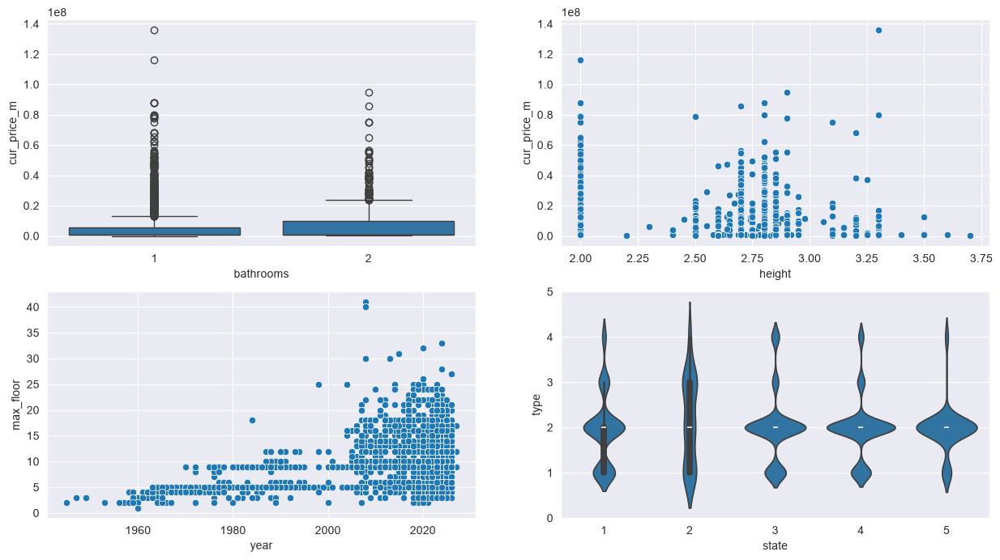 1e8
1.4
1.2
1.0
0.8
0.6
0.4
0.2
0.0
cur_price_m
1 2
bathrooms
1e8
1.4
1.2
1.0
0.8
0.6
0.4
0.2
0.0
cur_price_m
2.00 2.25 2.50 2.75 3.00 3.25 3.50 3.75
height
40
35
30
25
20
15
10
5
0
max_floor
1960 1980 2000 2020
year
5
4
3
2
1
0
type
1 2 3 4 5
state